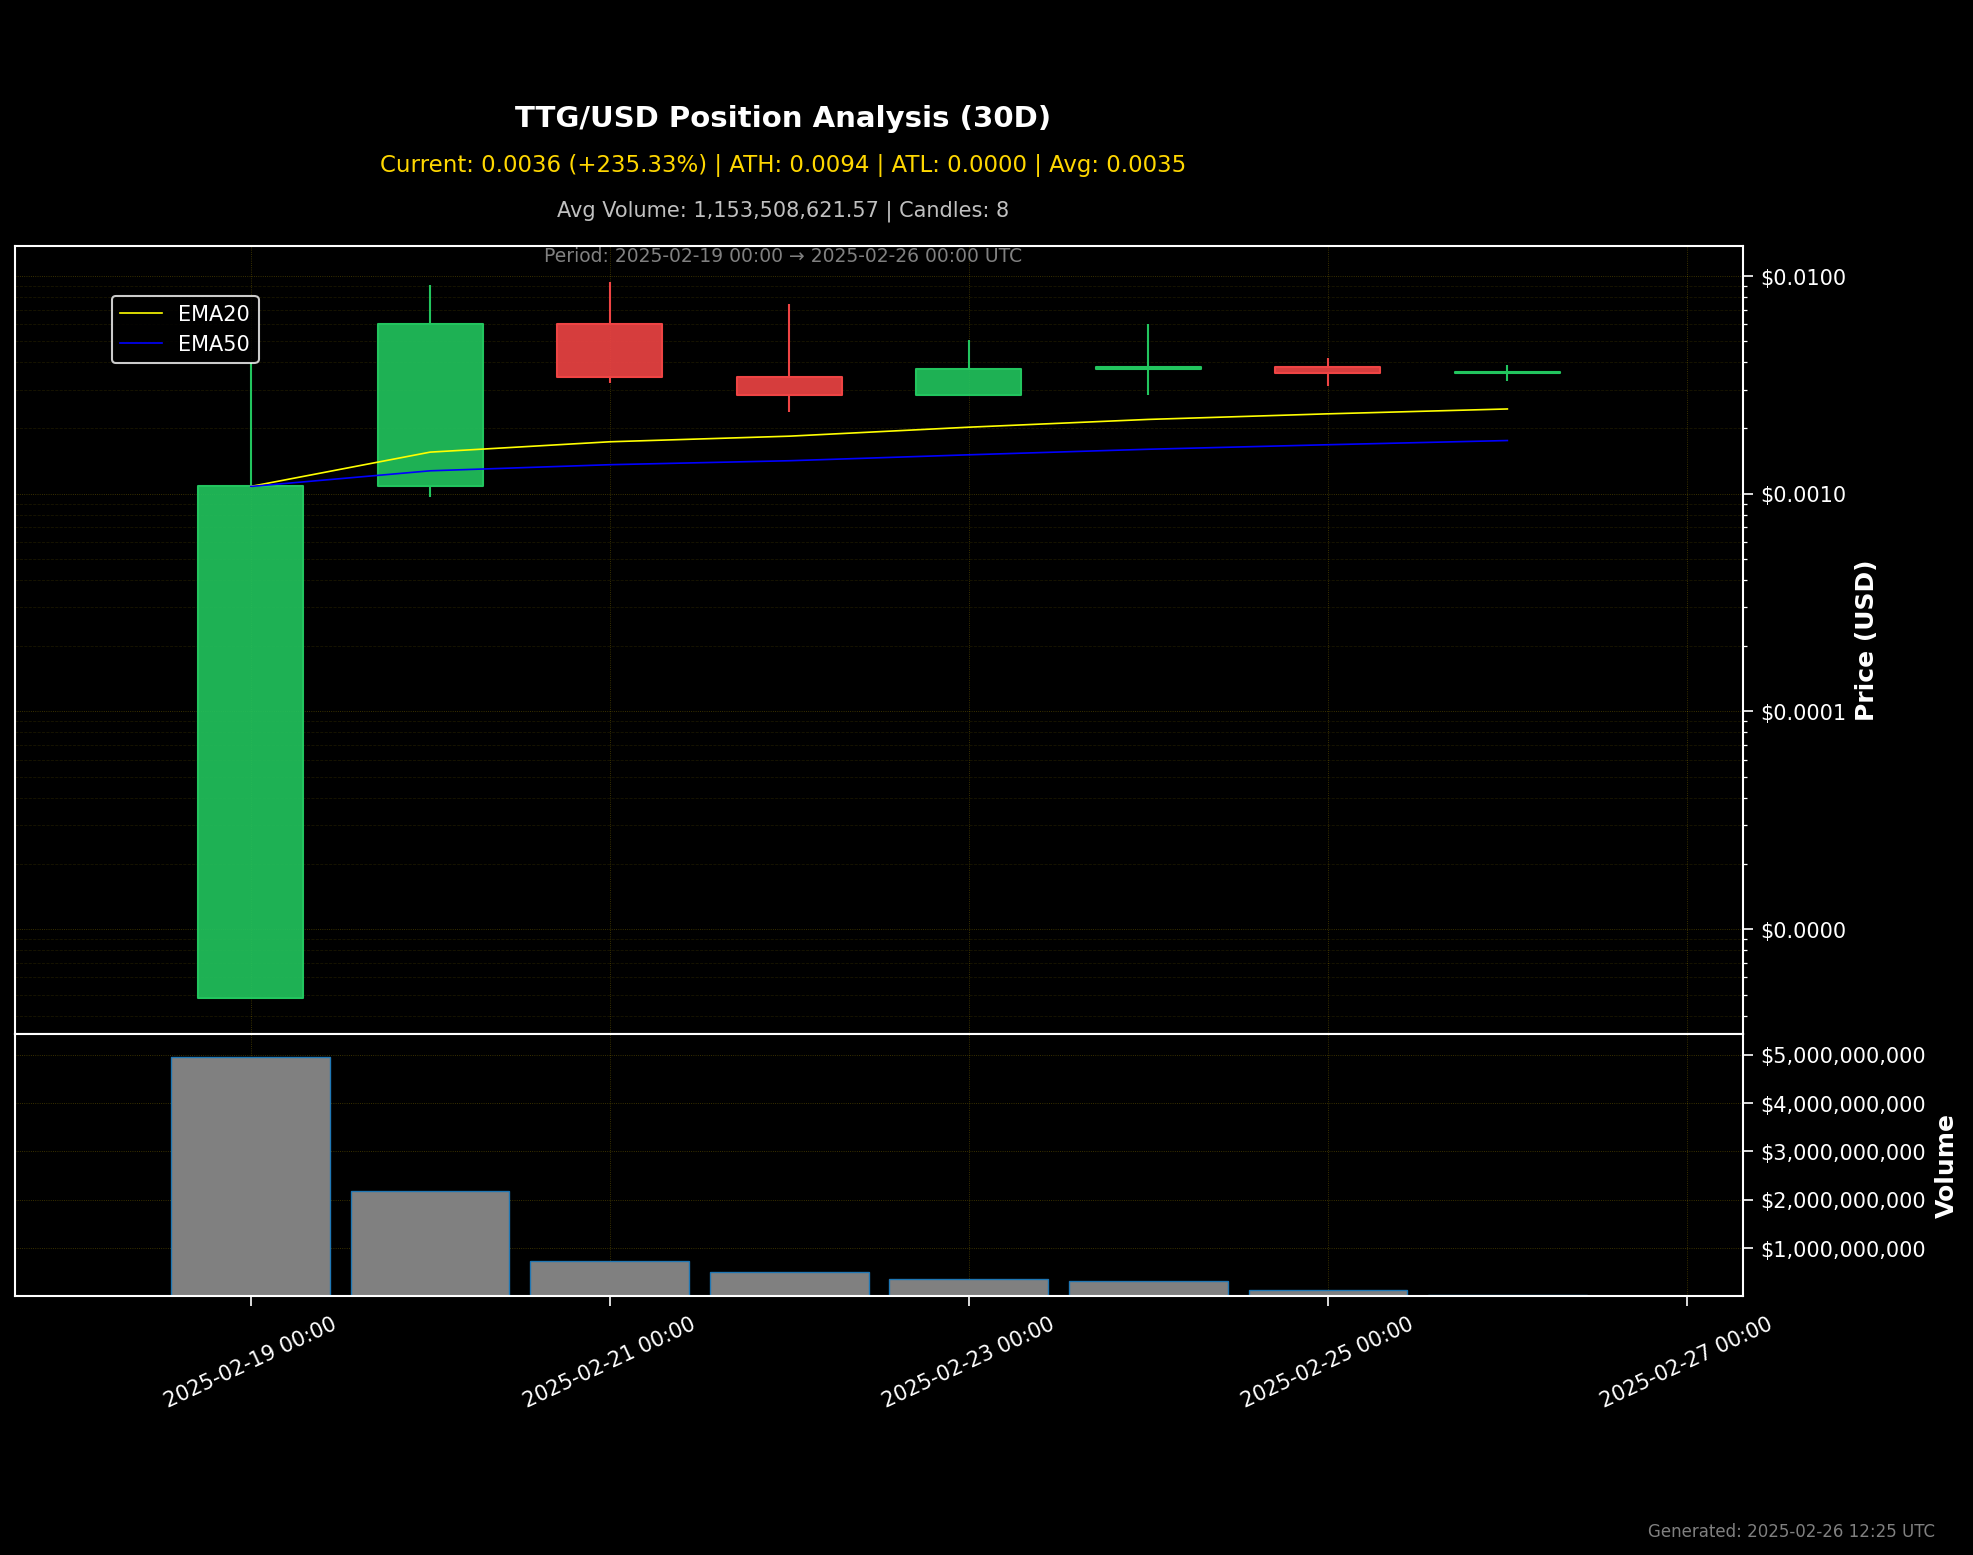 TTG/USD Position Analysis (30D)
Current: 0.0036 (+235.33%) | ATH: 0.0094 | ATL: 0.0000 | Avg: 0.0035
Avg Volume: 1,153,508,621.57 | Candles: 8
Period: 2025-02-19 00:00 → 2025-02-26 00:00 UTC
EMA20
EMA50
$0.0100
$0.0010
$0.0001
$0.0000
Price (USD)
$5,000,000,000
$4,000,000,000
$3,000,000,000
$2,000,000,000
$1,000,000,000
Volume
2025-02-19 00:00
2025-02-21 00:00
2025-02-23 00:00
2025-02-25 00:00
2025-02-27 00:00
Generated: 2025-02-26 12:25 UTC